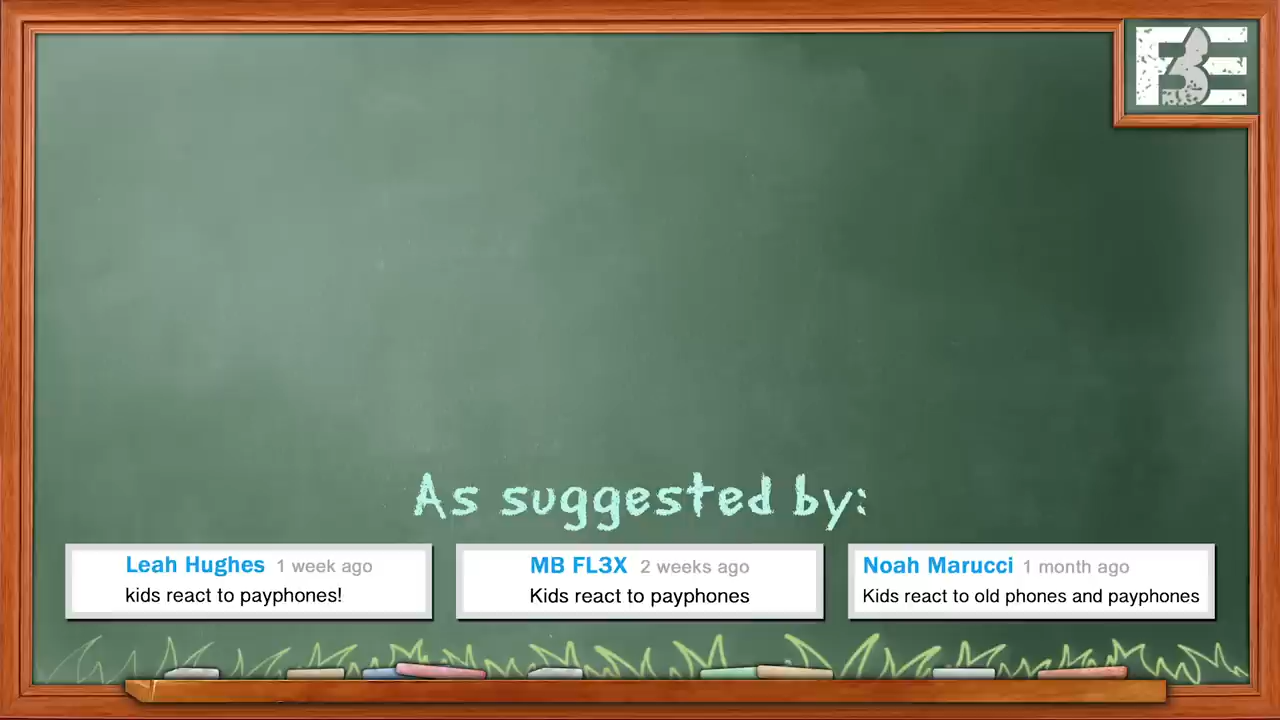 FBE
As suggested by:
Leah Hughes 1 week ago
kids react to payphones!
MB FL3X 2 weeks ago
Kids react to payphones
Noah Marucci 1 month ago
Kids react to old phones and payphones